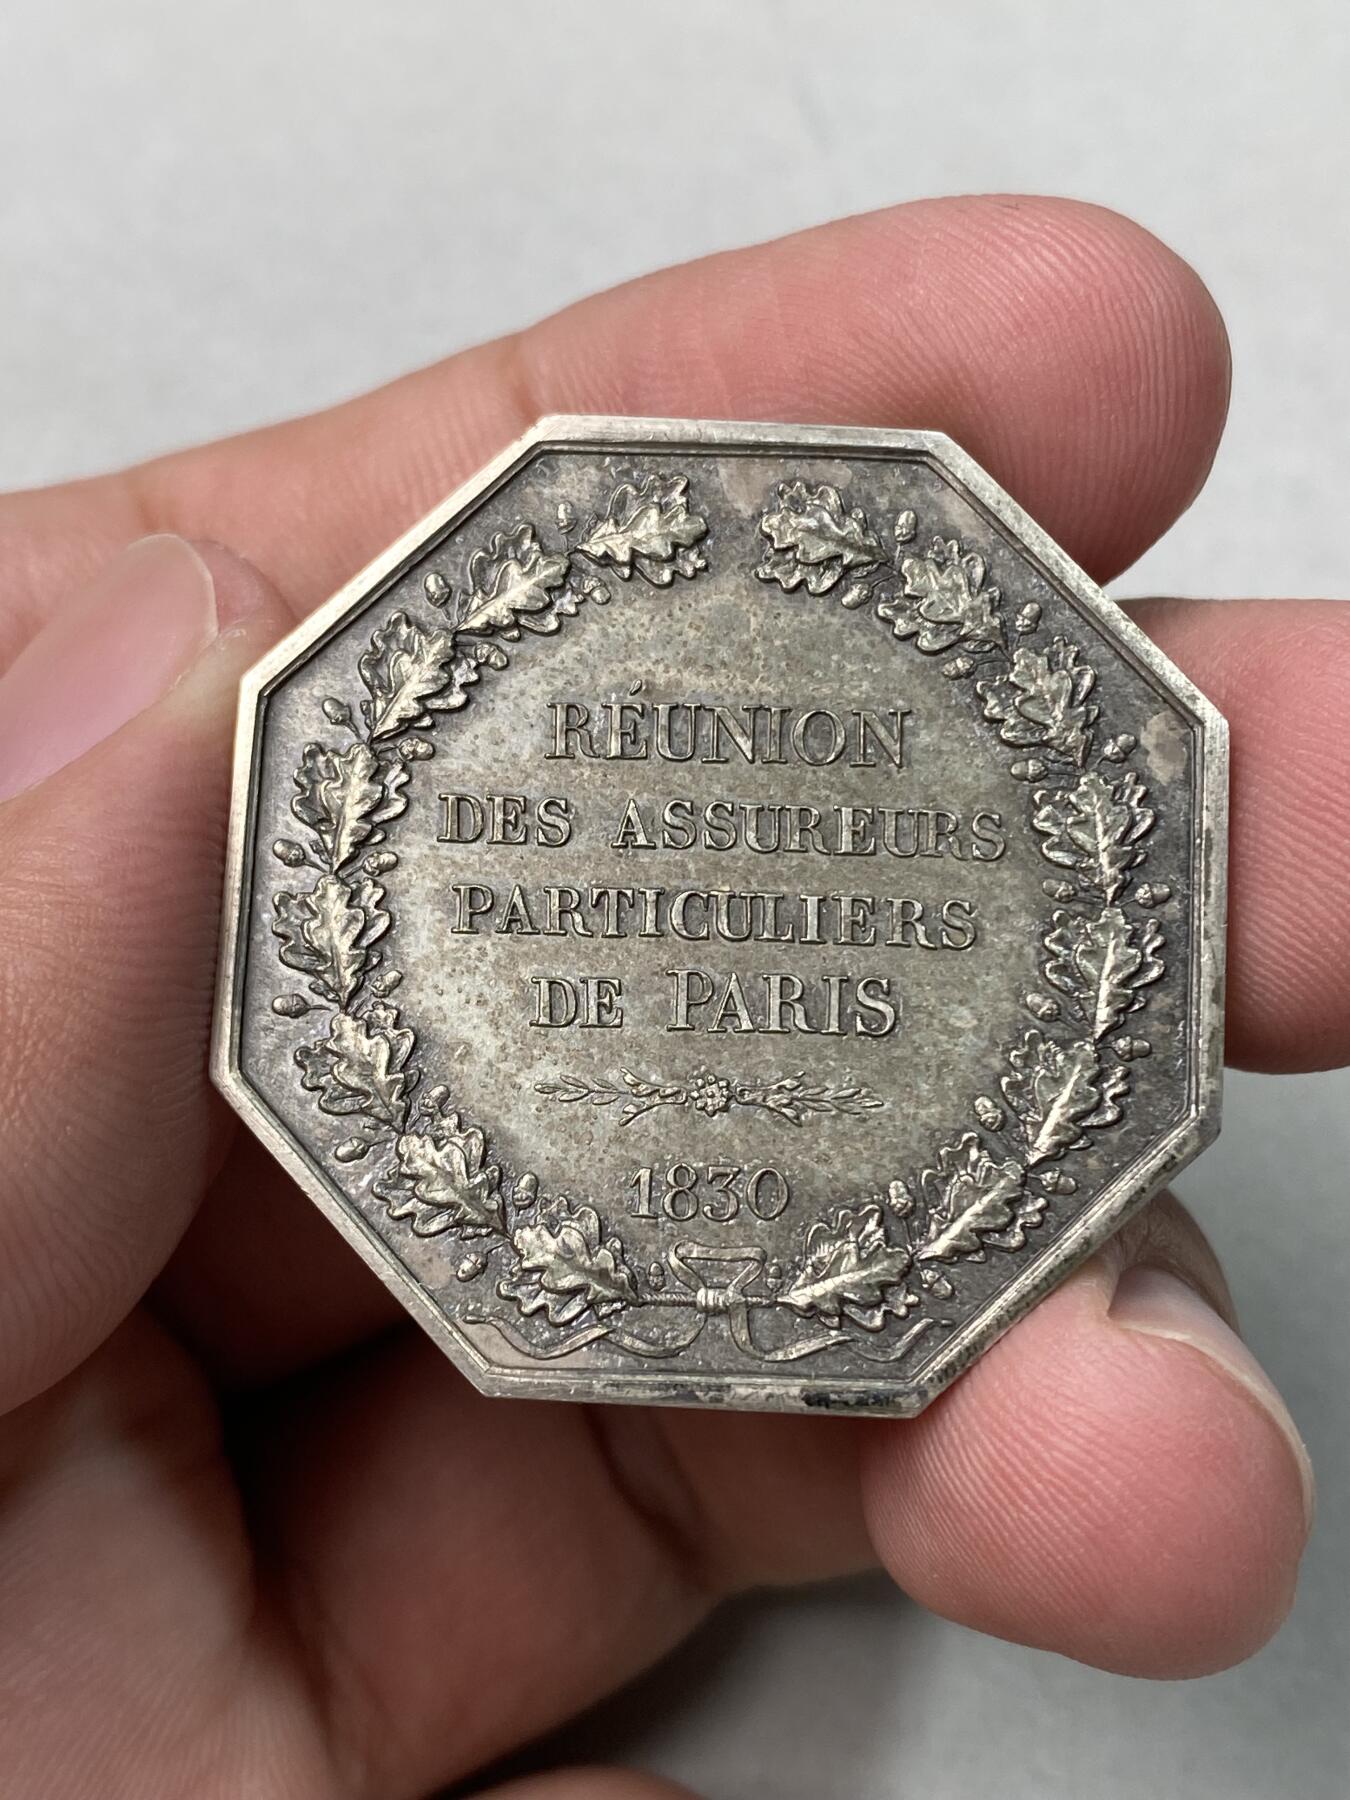 RÉUNION
DES ASSUREURS
PARTICULIERS
DE PARIS
1830